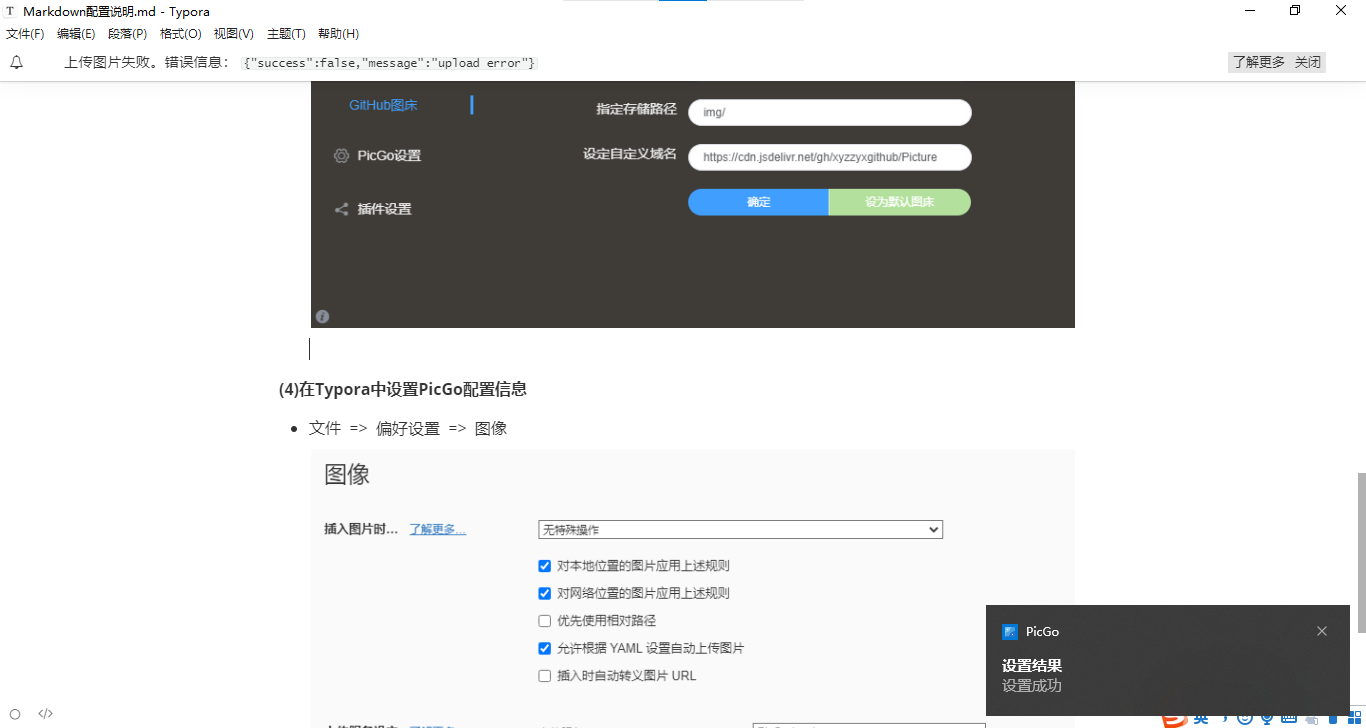 Markdown配置说明.md - Typora
文件(F) 编辑(E) 段落(P) 格式(O) 视图(V) 主题(T) 帮助(H)
上传图片失败。错误信息： {"success":false,"message":"upload error"} 了解更多 关闭
GitHub图床
指定存储路径 img/
PicGo设置
设定自定义域名 https://cdn.jsdelivr.net/gh/xyzzyxgithub/Picture
确定 设为默认图床
插件设置
(4)在Typora中设置PicGo配置信息
文件 => 偏好设置 => 图像
图像
插入图片时... 了解更多... 无特殊操作
对本地位置的图片应用上述规则
对网络位置的图片应用上述规则
优先使用相对路径
允许根据 YAML 设置自动上传图片
插入时自动转义图片 URL
PicGo
设置结果
设置成功
英